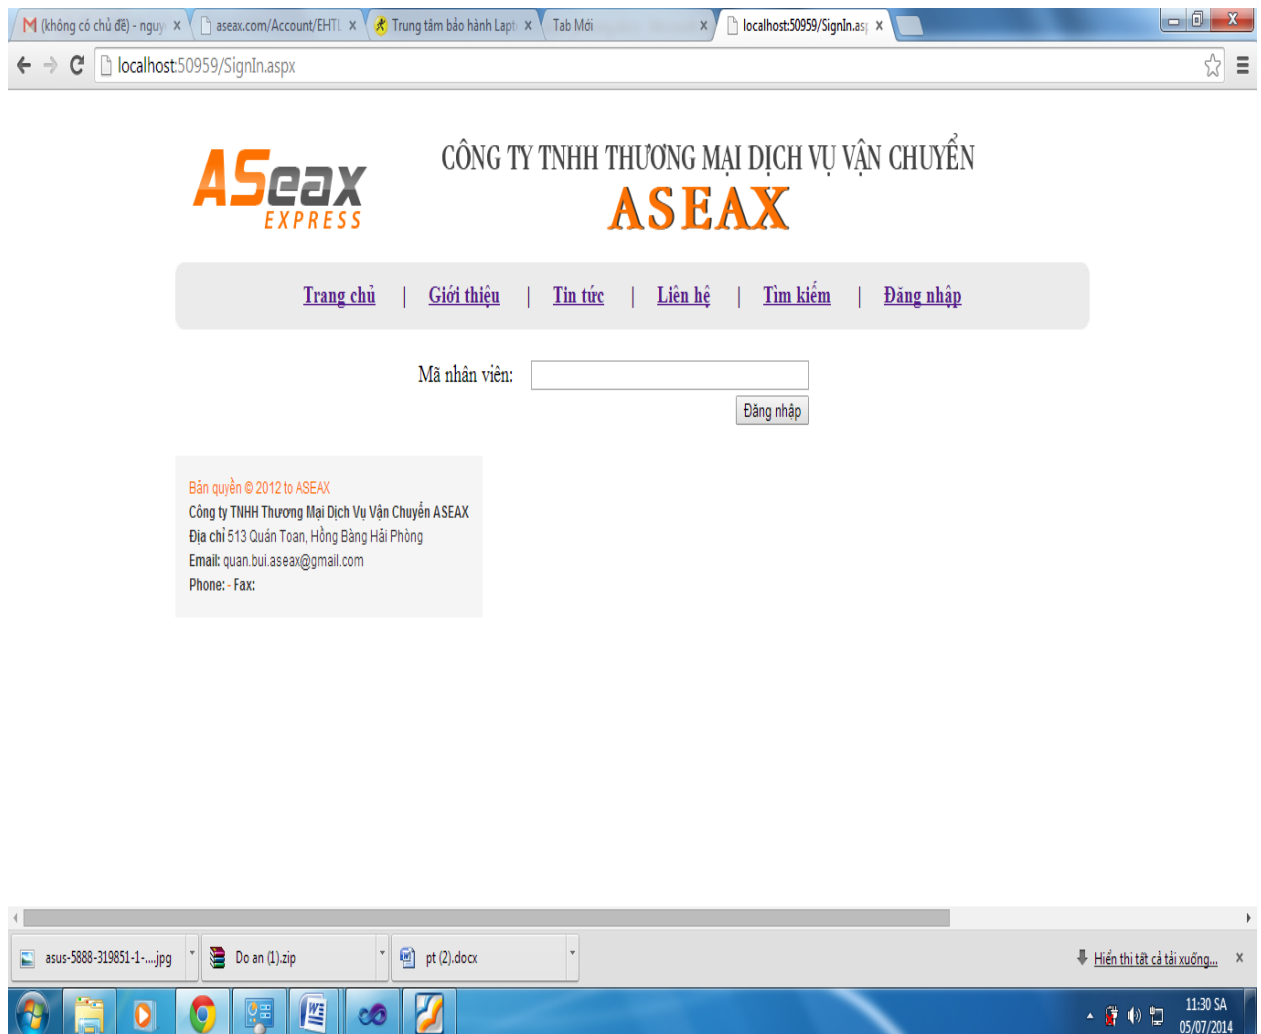 (không có chủ đề) - nguy
aseax.com/Account/EHTL
Trung tâm bảo hành Lapt
Tab Mới
localhost:50959/SignIn.asp
localhost:50959/SignIn.aspx
ASeax
EXPRESS
CÔNG TY TNHH THƯƠNG MẠI DỊCH VỤ VẬN CHUYỂN
ASEAX
Trang chủ | Giới thiệu | Tin tức | Liên hệ | Tìm kiếm | Đăng nhập
Mã nhân viên:
Đăng nhập
Bản quyền © 2012 to ASEAX
Công ty TNHH Thương Mại Dịch Vụ Vận Chuyển ASEAX
Địa chỉ 513 Quán Toan, Hồng Bàng Hải Phòng
Email: quan.bui.aseax@gmail.com
Phone: - Fax:
asus-5888-319851-1-....jpg
Do an (1).zip
pt (2).docx
Hiển thị tất cả tải xuống...
11:30 SA
05/07/2014